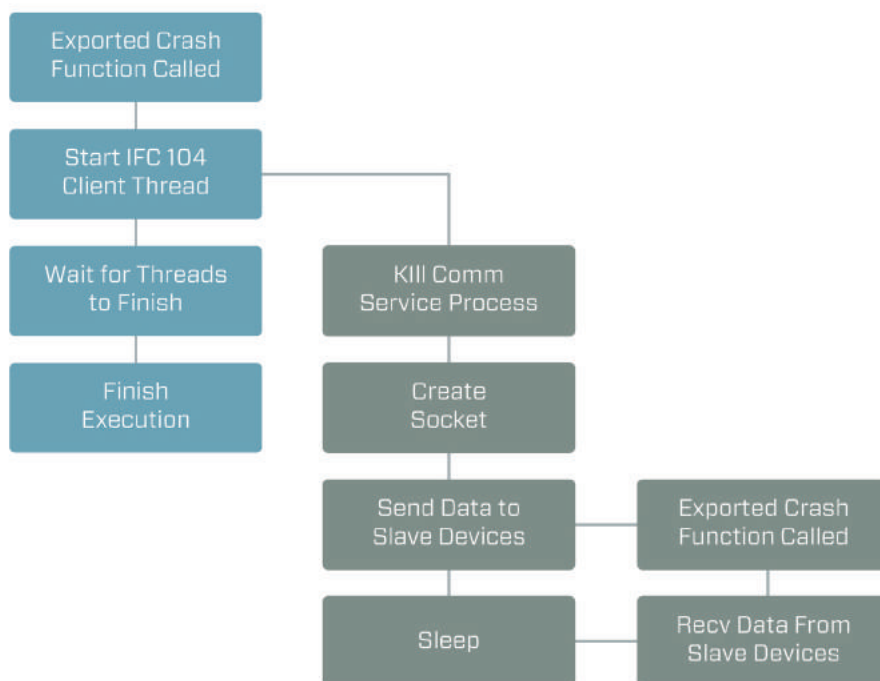 Exported Crash
Function Called
Start IFC 104
Client Thread
Wait for Threads
to Finish
Finish
Execution
KIll Comm
Service Process
Create
Socket
Send Data to
Slave Devices
Exported Crash
Function Called
Sleep
Recv Data From
Slave Devices